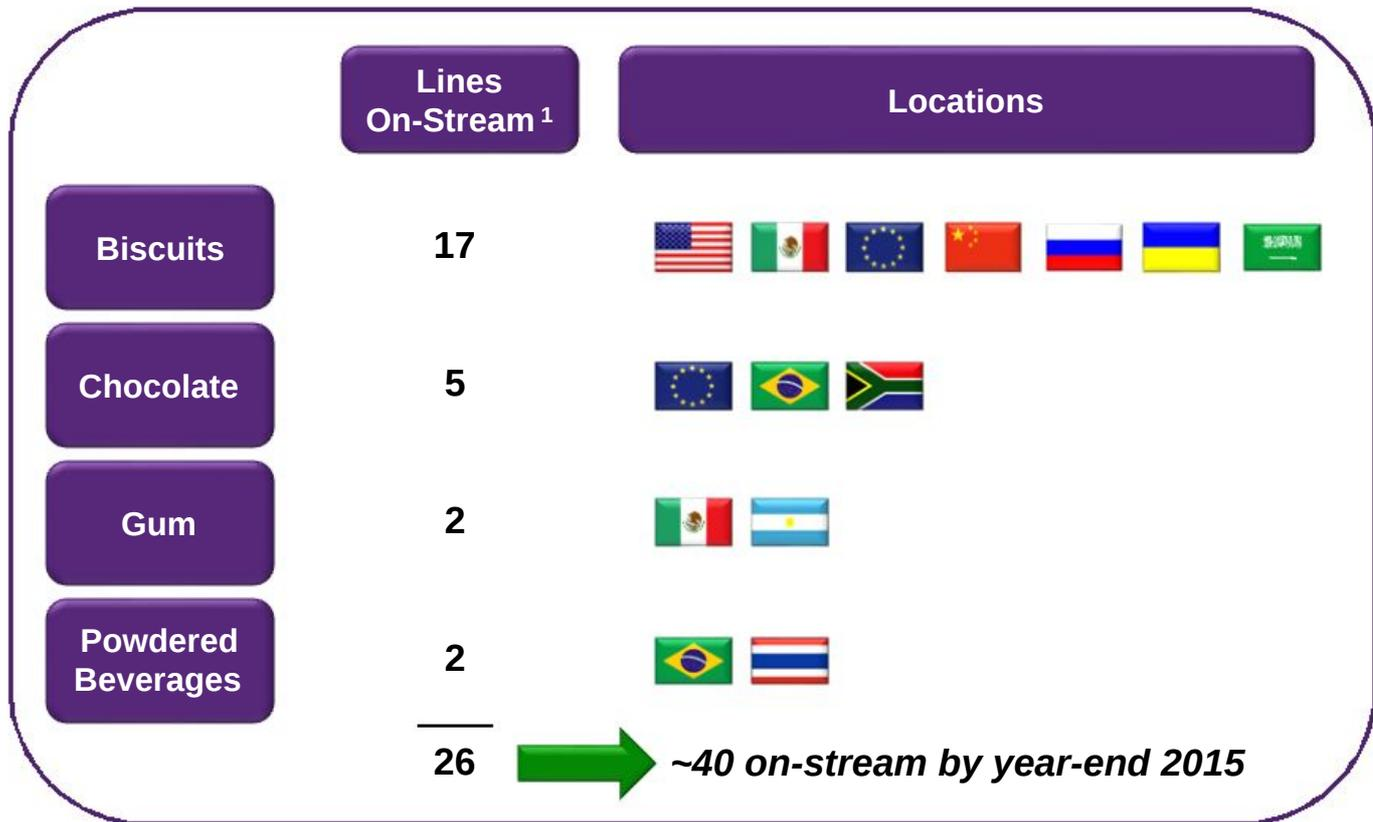 Lines
On-Stream 1
Locations
Biscuits
17
Chocolate
5
Gum
2
Powdered
Beverages
2
26
~40 on-stream by year-end 2015